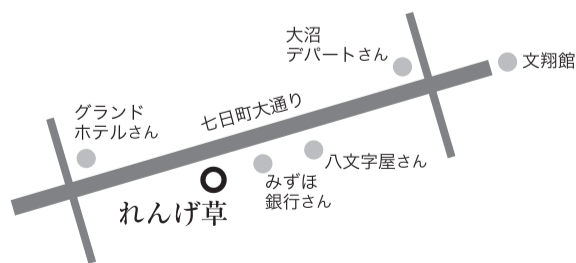 大沼
デパートさん
文翔館
グランド
ホテルさん
七日町大通り
八文字屋さん
みずほ
銀行さん
れんげ草